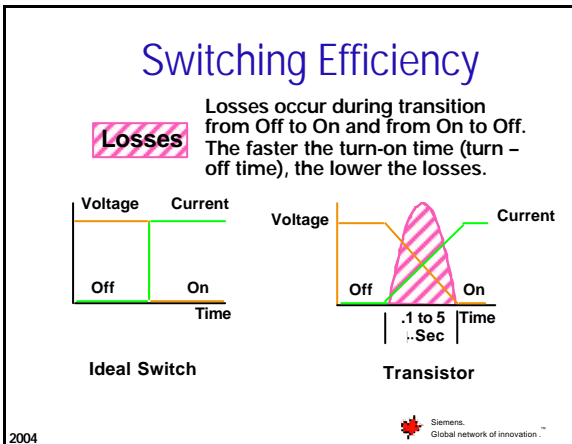 Switching Efficiency
Losses
Losses occur during transition
from Off to On and from On to Off.
The faster the turn-on time (turn –
off time), the lower the losses.
Voltage Current
Off On
Time
Ideal Switch
Voltage
Current
Off On
.1 to 5 Time
Sec
Transistor
2004
Siemens.
Global network of innovation. ™